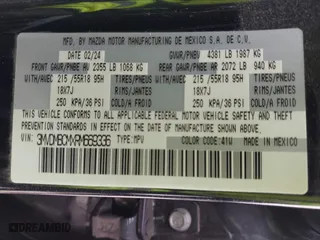 MFD. BY MAZDA MOTOR MANUFACTURING DE MEXICO S.A. DE C.V.
DATE 02/24 GVWR/PNBV 4381 LB 1987 KG
FRONT GAWR/PNBE AV 2355 LB 1068 KG REAR GAWR/PNBE AR 2072 LB 940 KG
WITH/AVEC 215 /55R18 95H TIRES/PNEUS WITH/AVEC 215 /55R18 95H TIRES/PNEUS
18X7J RIMS/JANTES 18X7J RIMS/JANTES
250 KPA/36 PSI COLD/A FROID 250 KPA/36 PSI COLD/A FROID
THIS VEHICLE CONFORMS TO ALL APPLICABLE FEDERAL MOTOR VEHICLE SAFETY AND THEFT
PREVENTION STANDARDS IN EFFECT ON THE DATE OF MANUFACTURE SHOWN ABOVE.
TYPE:MPV COLOR:41W MADE IN MEXICO